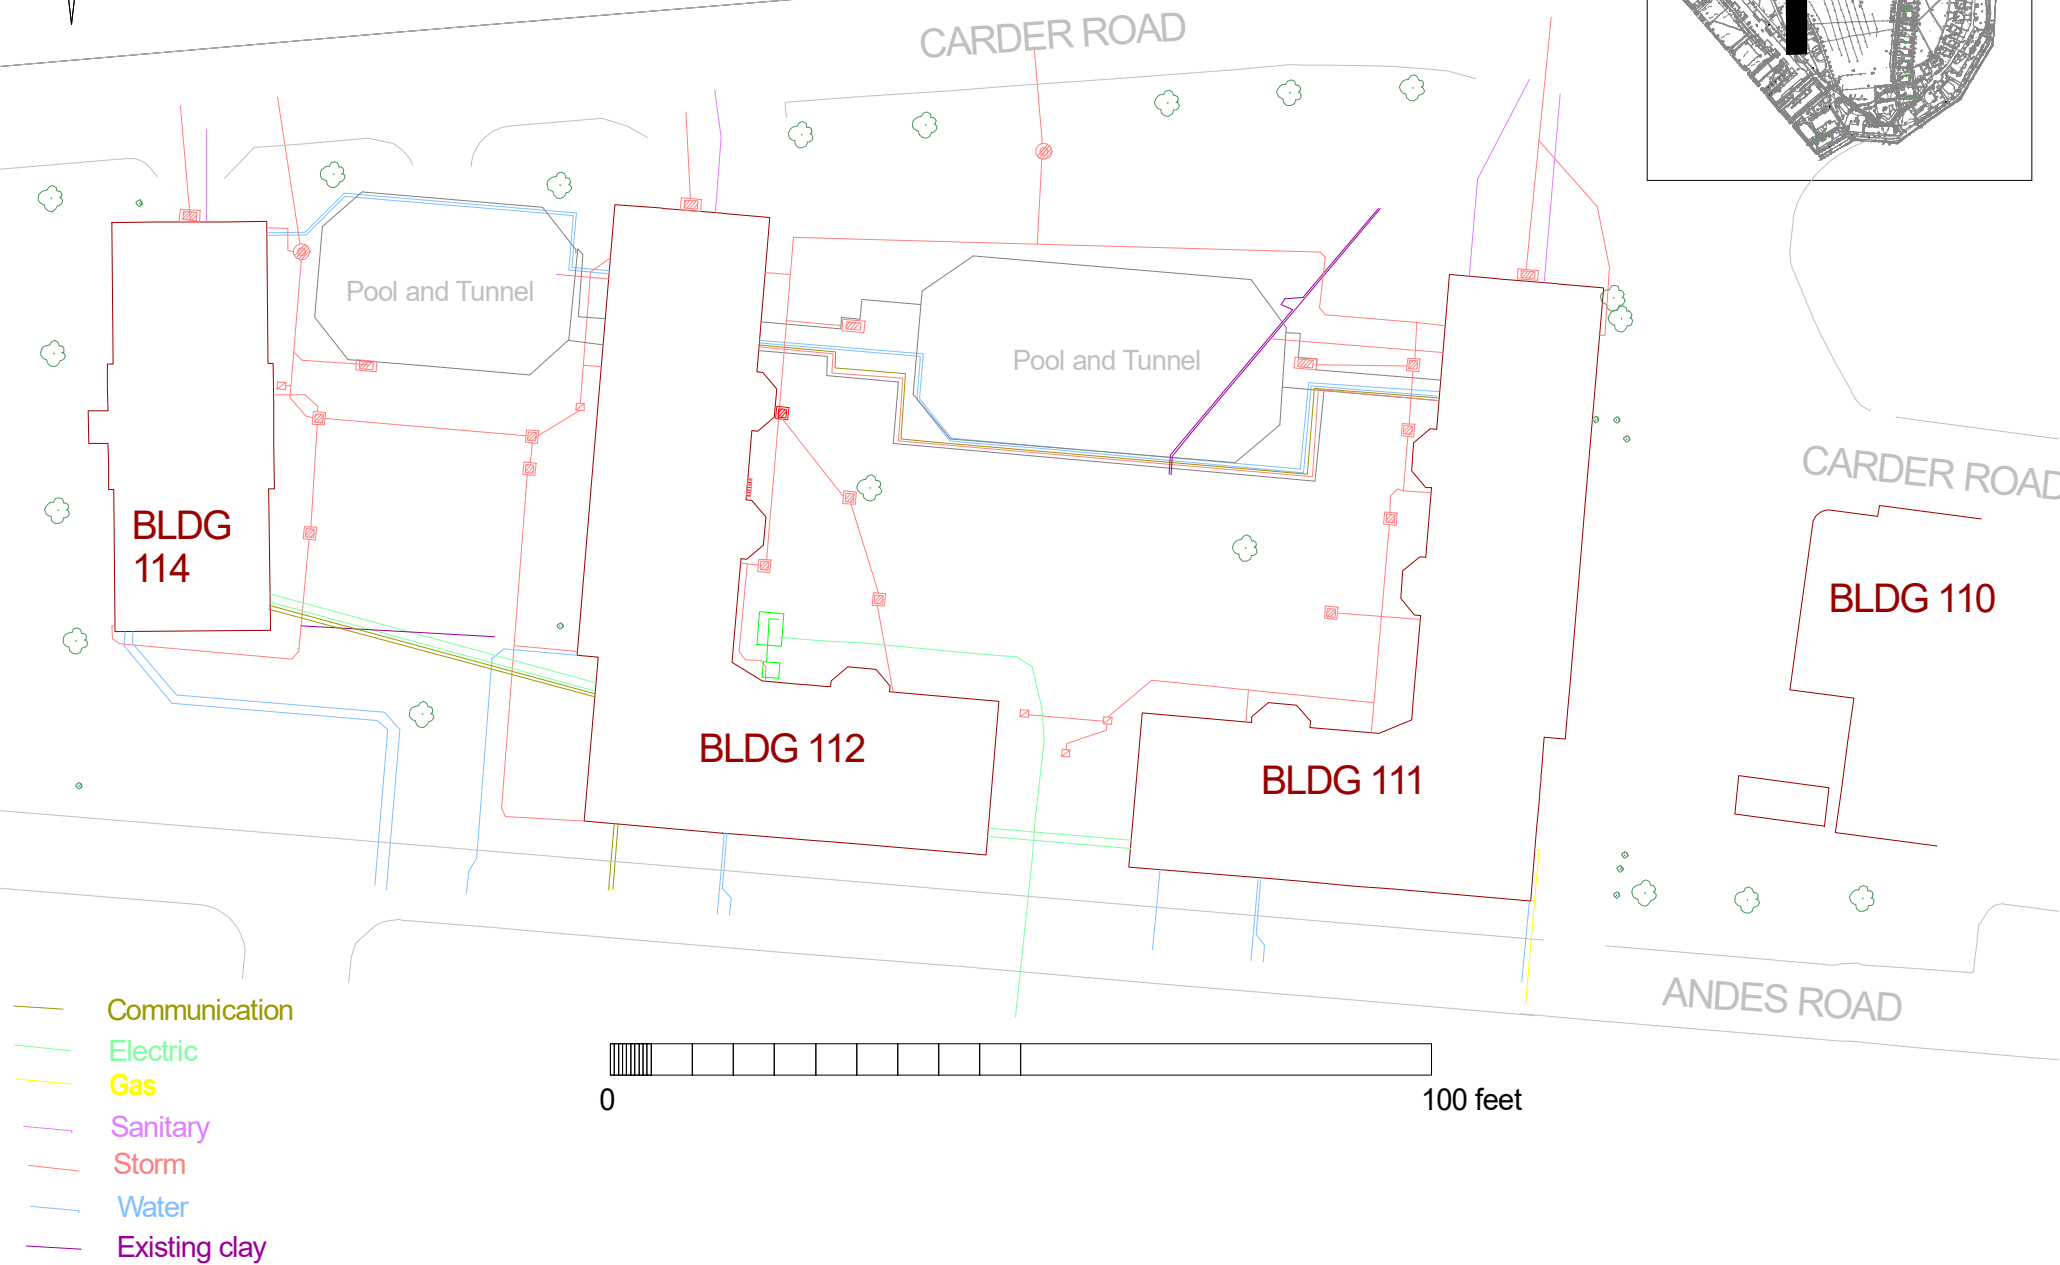 CARDER ROAD
Pool and Tunnel
Pool and Tunnel
CARDER ROAD
BLDG
114
BLDG 110
BLDG 112
BLDG 111
ANDES ROAD
Communication
Electric
Gas
Sanitary
Storm
Water
Existing clay
0
100 feet